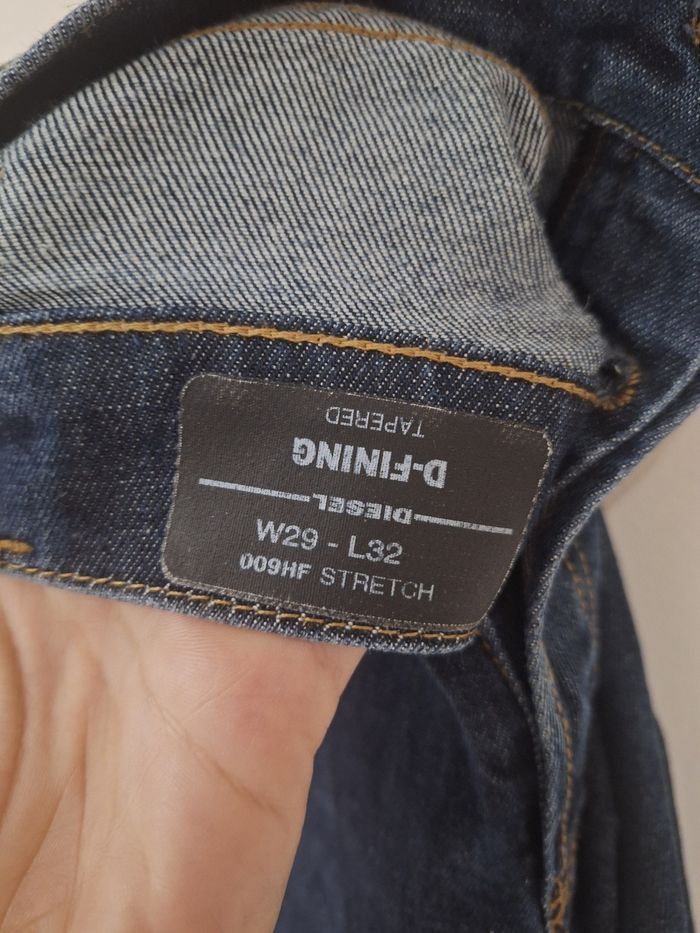 TAPERED
D-FINING
DIESEL
W29 - L32
009HF STRETCH